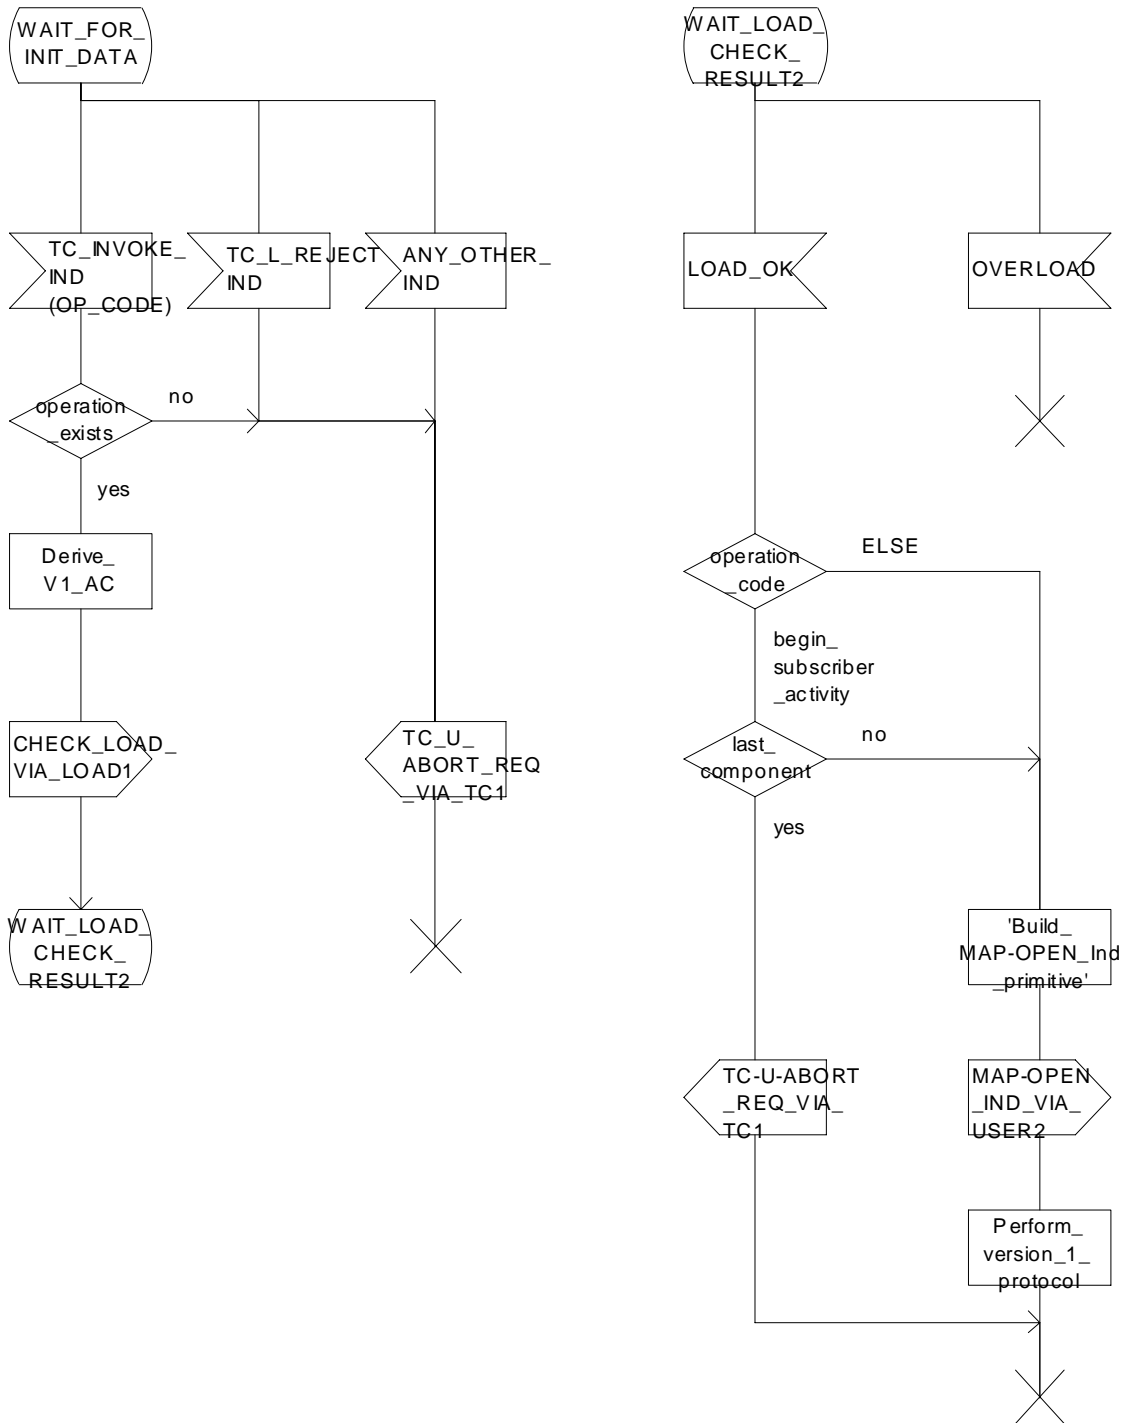 WAIT_FOR_
INIT_DATA
TC_INVOKE_
IND
(OP_CODE)
TC_L_REJECT
IND
ANY_OTHER_
IND
operation
_exists
no
yes
Derive_
V1_AC
CHECK_LOAD_
VIA_LOAD1
TC_U_
ABORT_REQ
_VIA_TC1
WAIT_LOAD_
CHECK_
RESULT2
WAIT_LOAD_
CHECK_
RESULT2
LOAD_OK
OVERLOAD
operation
_code
ELSE
begin_
subscriber
_activity
last_
component
no
yes
'Build_
MAP-OPEN_Ind
_primitive'
TC-U-ABORT
_REQ_VIA_
TC1
MAP-OPEN
_IND_VIA_
USER2
Perform_
version_1_
protocol